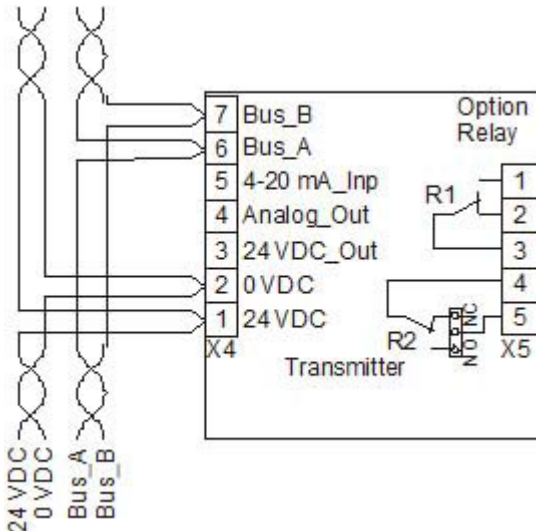 Option
Relay
7 Bus_B
6 Bus_A
5 4-20 mA_Inp
4 Analog_Out
3 24 VDC_Out
2 0 VDC
1 24 VDC
X4
R1
1
2
3
4
5
X5
R2
NO NC
Transmitter
24 VDC
0 VDC
Bus_A
Bus_B